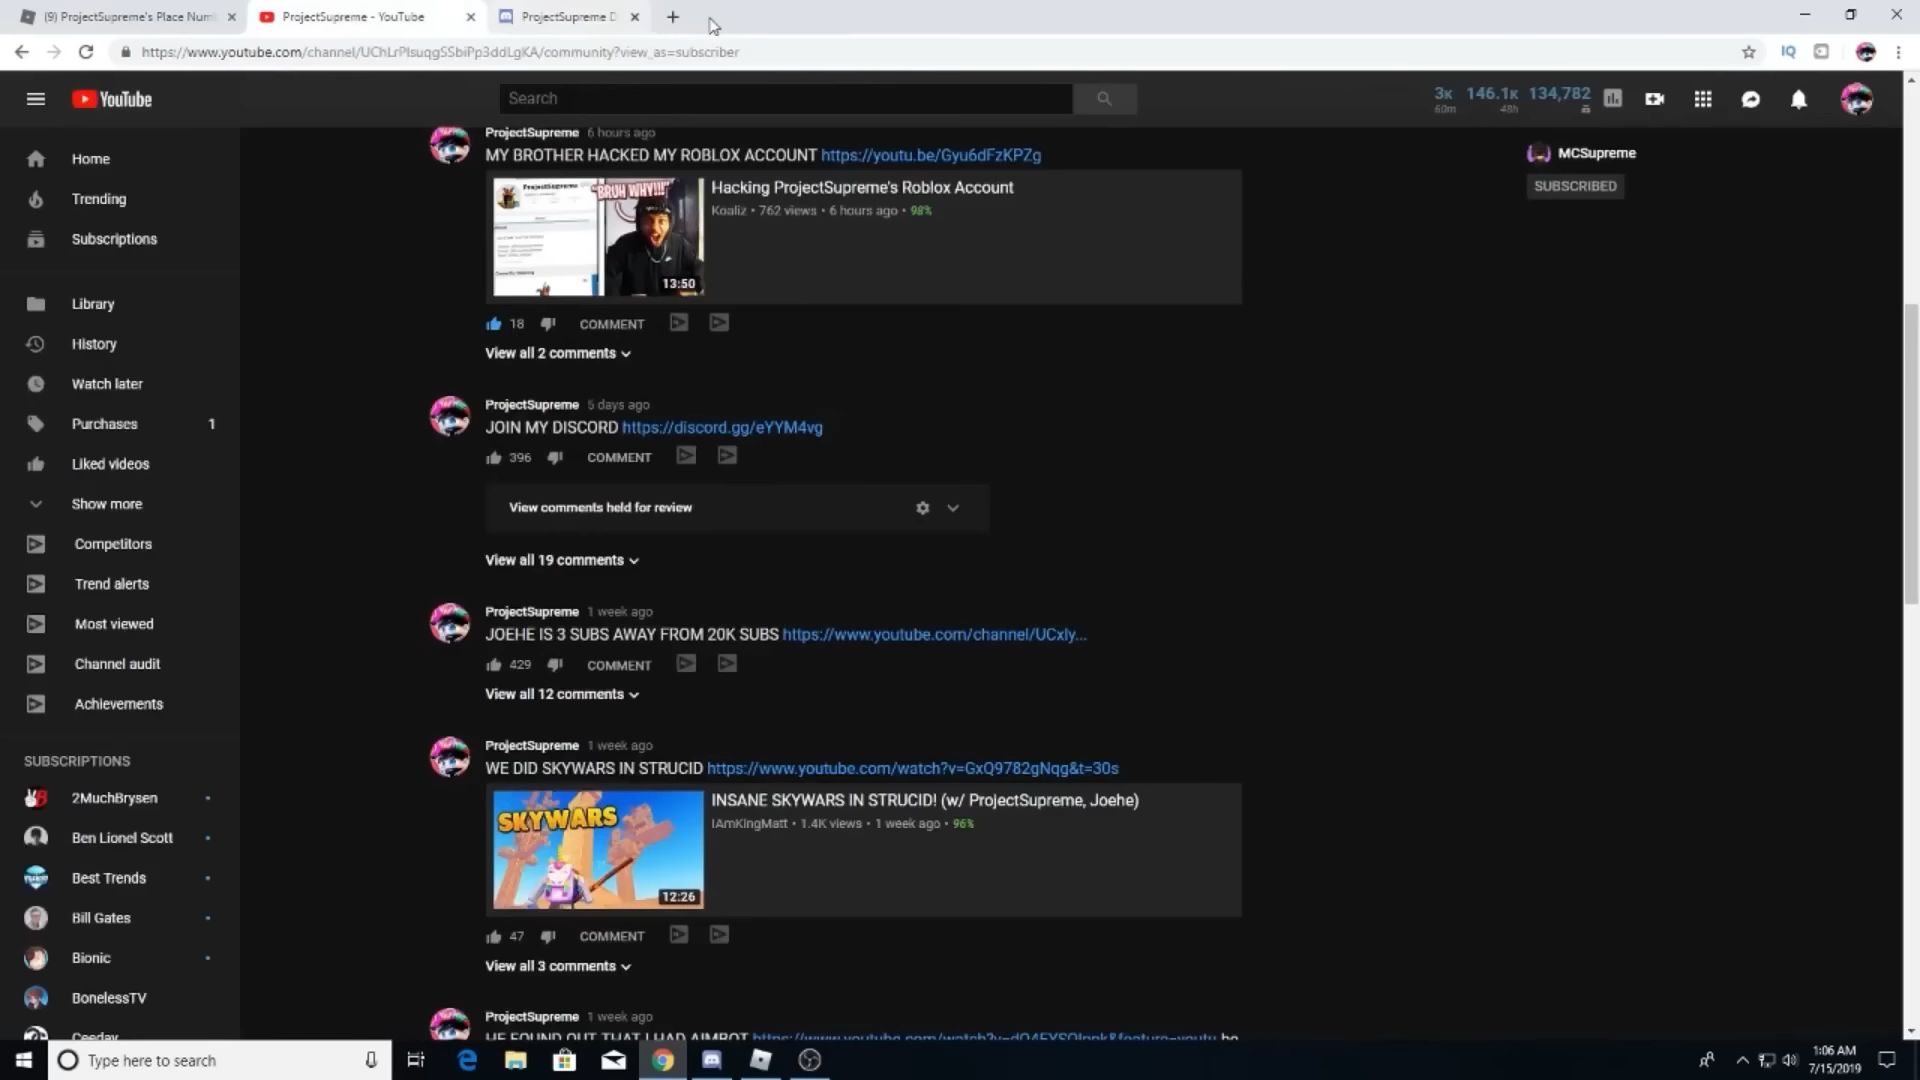 (9) ProjectSupreme's Place Num
ProjectSupreme - YouTube
ProjectSupreme D
https://www.youtube.com/channel/UChLrPlsuqgSSbiPp3ddLgKA/community?view_as=subscriber
YouTube
Search
3K 146.1K 134,782
60m 48h
Home
Trending
Subscriptions
Library
History
Watch later
Purchases 1
Liked videos
Show more
Competitors
Trend alerts
Most viewed
Channel audit
Achievements
SUBSCRIPTIONS
2MuchBrysen
Ben Lionel Scott
Best Trends
Bill Gates
Bionic
BonelessTV
Ceeday
ProjectSupreme 6 hours ago
MY BROTHER HACKED MY ROBLOX ACCOUNT https://youtu.be/Gyu6dFzKPZg
ProjectSupreme
"BRUH WHY!!!"
13:50
Hacking ProjectSupreme's Roblox Account
Koaliz • 762 views • 6 hours ago • 98%
18 COMMENT
View all 2 comments
ProjectSupreme 5 days ago
JOIN MY DISCORD https://discord.gg/eYYM4vg
396 COMMENT
View comments held for review
View all 19 comments
ProjectSupreme 1 week ago
JOEHE IS 3 SUBS AWAY FROM 20K SUBS https://www.youtube.com/channel/UCxly...
429 COMMENT
View all 12 comments
ProjectSupreme 1 week ago
WE DID SKYWARS IN STRUCID https://www.youtube.com/watch?v=GxQ9782gNqg&t=30s
SKYWARS
12:26
INSANE SKYWARS IN STRUCID! (w/ ProjectSupreme, Joehe)
IAmKingMatt • 1.4K views • 1 week ago • 96%
47 COMMENT
View all 3 comments
ProjectSupreme 1 week ago
HE FOUND OUT THAT I HAD AIMBOT
MCSupreme
SUBSCRIBED
Type here to search
1:06 AM
7/15/2019